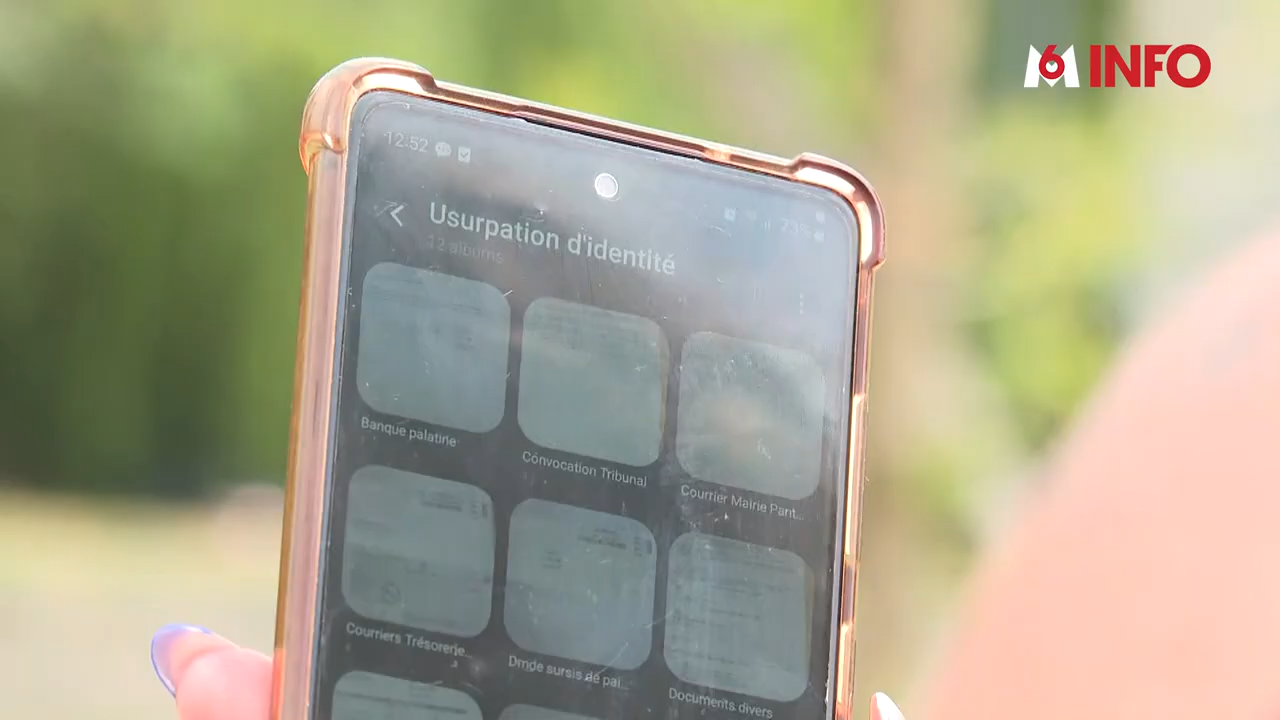 M6 INFO
12:52
23%
Usurpation d'identité
12 albums
Banque palatine
Convocation Tribunal
Courrier Mairie Pant...
Courriers Trésorerie...
Dmde sursis de pai...
Documents divers